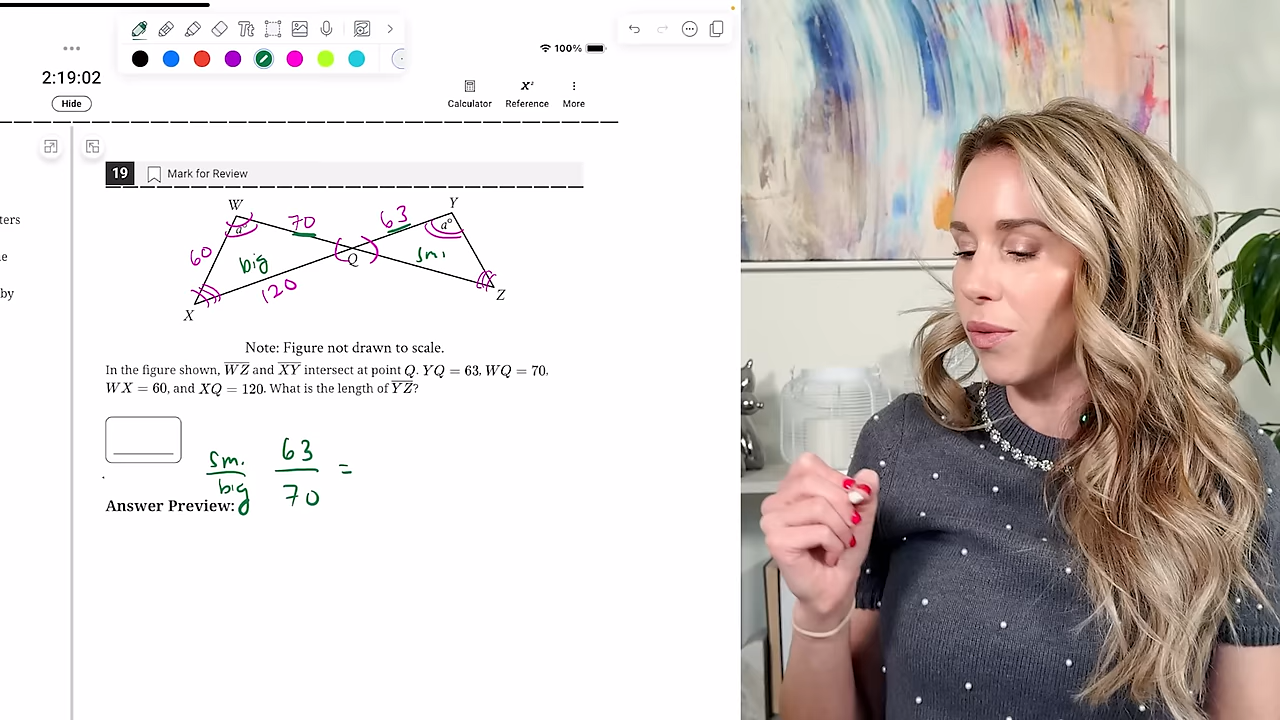 100%
2:19:02
Hide
Calculator
X²
Reference
More
ters
e
by
19
Mark for Review
W
70
63
Y
a°
a°
60
big
Q
sm.
120
X
Z
Note: Figure not drawn to scale.
In the figure shown, WZ and XY intersect at point Q. YQ = 63, WQ = 70,
WX = 60, and XQ = 120. What is the length of YZ?
sm.
big
63
70
=
Answer Preview: